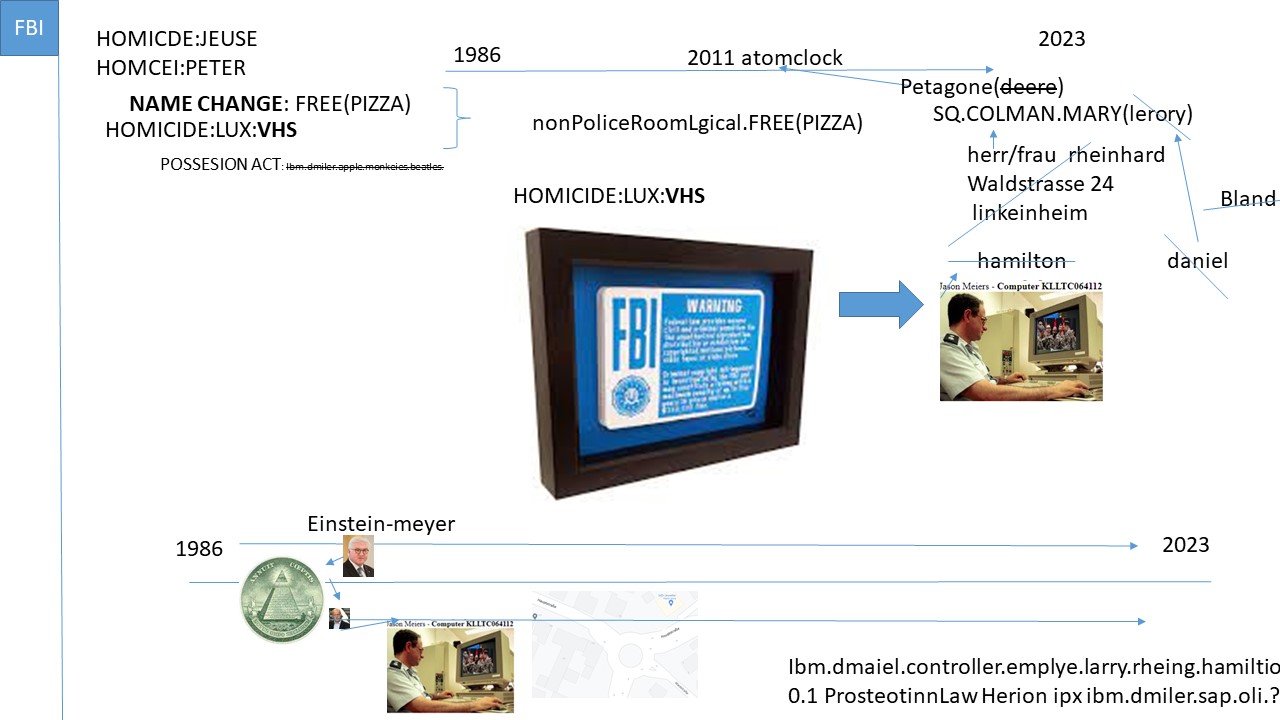 FBI
HOMICDE:JEUSE
HOMCEI:PETER
NAME CHANGE: FREE(PIZZA)
HOMICIDE:LUX:VHS
POSSESION ACT: Ibm.dmiler.apple.monkeies.beatles.
1986
2011 atomclock
2023
nonPoliceRoomLgical.FREE(PIZZA)
Petagone(deere)
SQ.COLMAN.MARY(lerory)
herr/frau rheinhard
Waldstrasse 24
linkeinheim
Bland
hamilton
daniel
HOMICIDE:LUX:VHS
FBI
WARNING
Jason Meiers - Computer KLLTC064112
Einstein-meyer
1986
2023
ANNUIT COEPTIS
Jason Meiers - Computer KLLTC064112
Ibm.dmaiel.controller.emplye.larry.rheing.hamiltio
0.1 ProsteotinnLaw Herion ipx ibm.dmiler.sap.oli.?